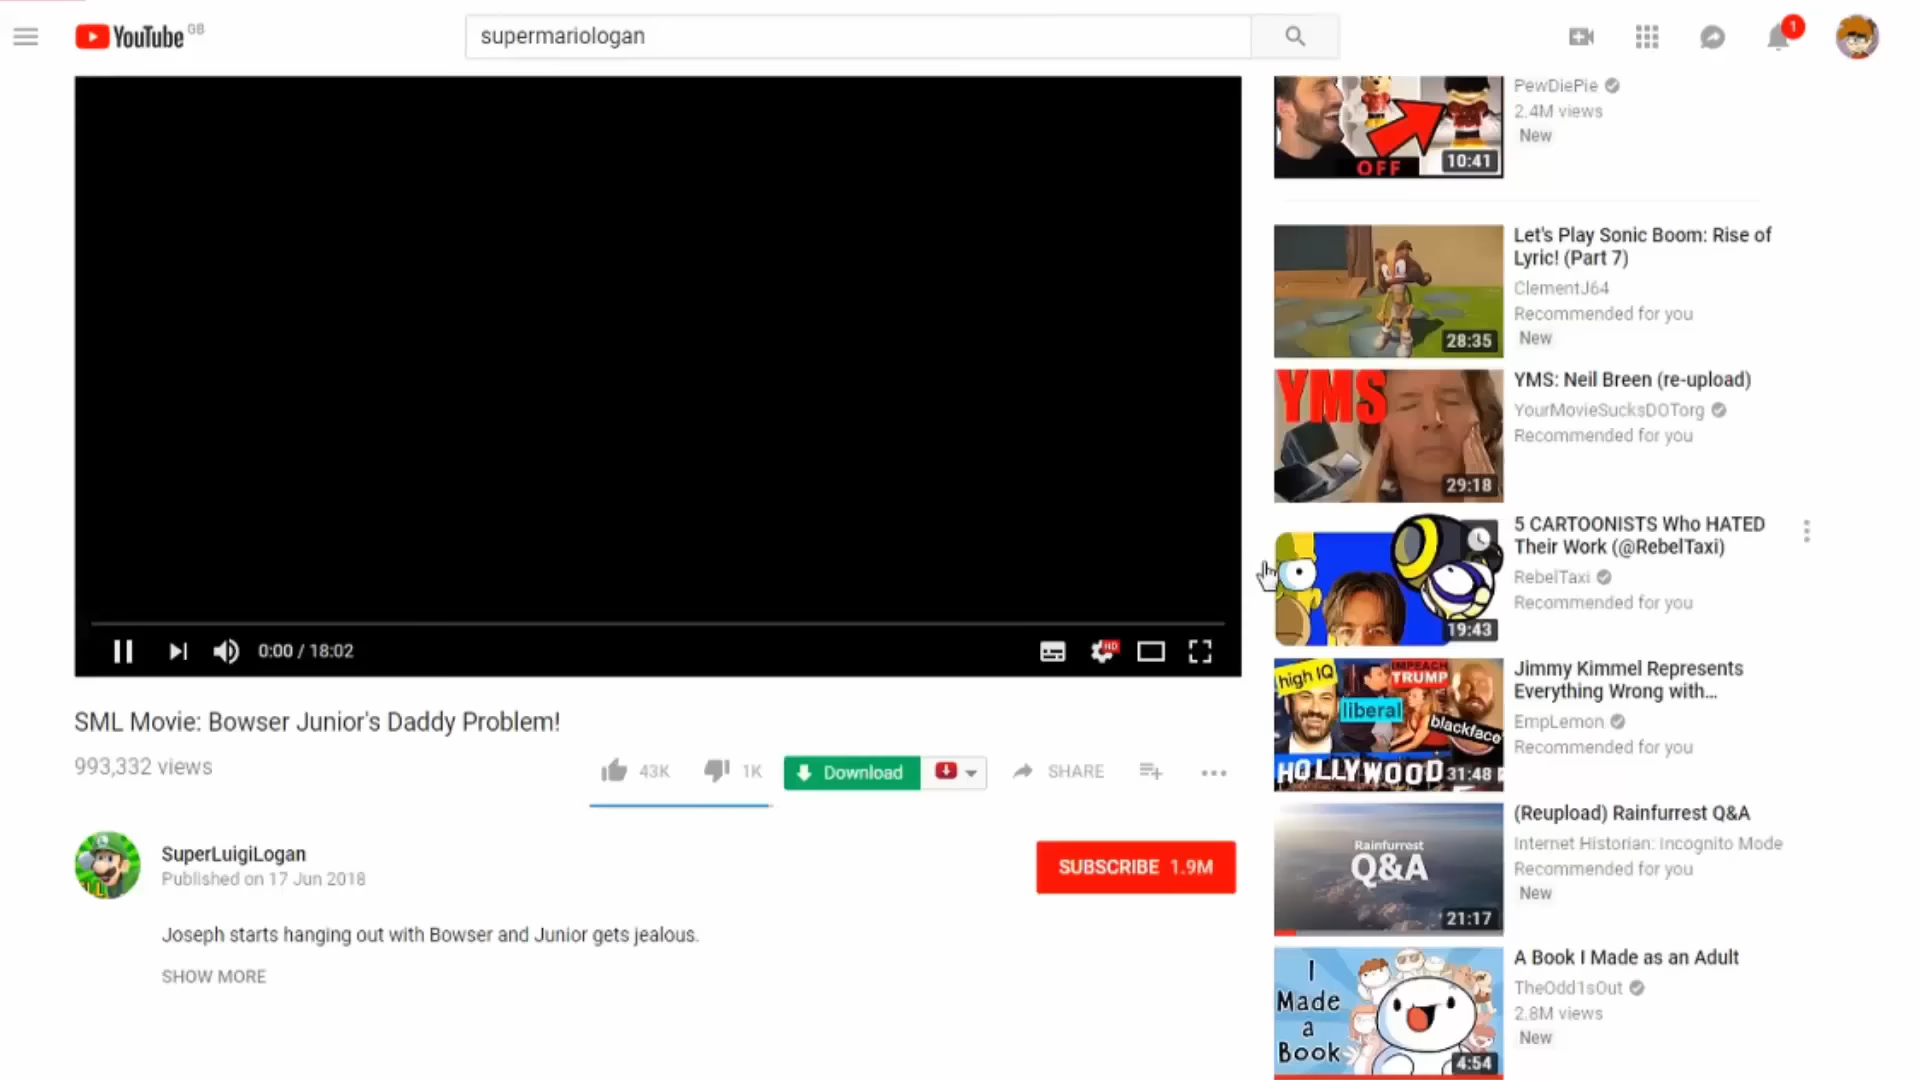 YouTube GB
supermariologan
1
OFF
10:41
PewDiePie
2.4M views
New
28:35
Let's Play Sonic Boom: Rise of
Lyric! (Part 7)
ClementJ64
Recommended for you
New
YMS
29:18
YMS: Neil Breen (re-upload)
YourMovieSucksDOTorg
Recommended for you
19:43
5 CARTOONISTS Who HATED
Their Work (@RebelTaxi)
RebelTaxi
Recommended for you
high IQ
IMPEACH
TRUMP
liberal
blackface
HOLLYWOOD
31:48
Jimmy Kimmel Represents
Everything Wrong with...
EmpLemon
Recommended for you
Rainfurrest
Q&A
21:17
(Reupload) Rainfurrest Q&A
Internet Historian: Incognito Mode
Recommended for you
New
I
Made
a
Book
4:54
A Book I Made as an Adult
TheOdd1sOut
2.8M views
New
0:00 / 18:02
HD
SML Movie: Bowser Junior's Daddy Problem!
993,332 views
43K
1K
Download
SHARE
SuperLuigiLogan
Published on 17 Jun 2018
SUBSCRIBE 1.9M
Joseph starts hanging out with Bowser and Junior gets jealous.
SHOW MORE